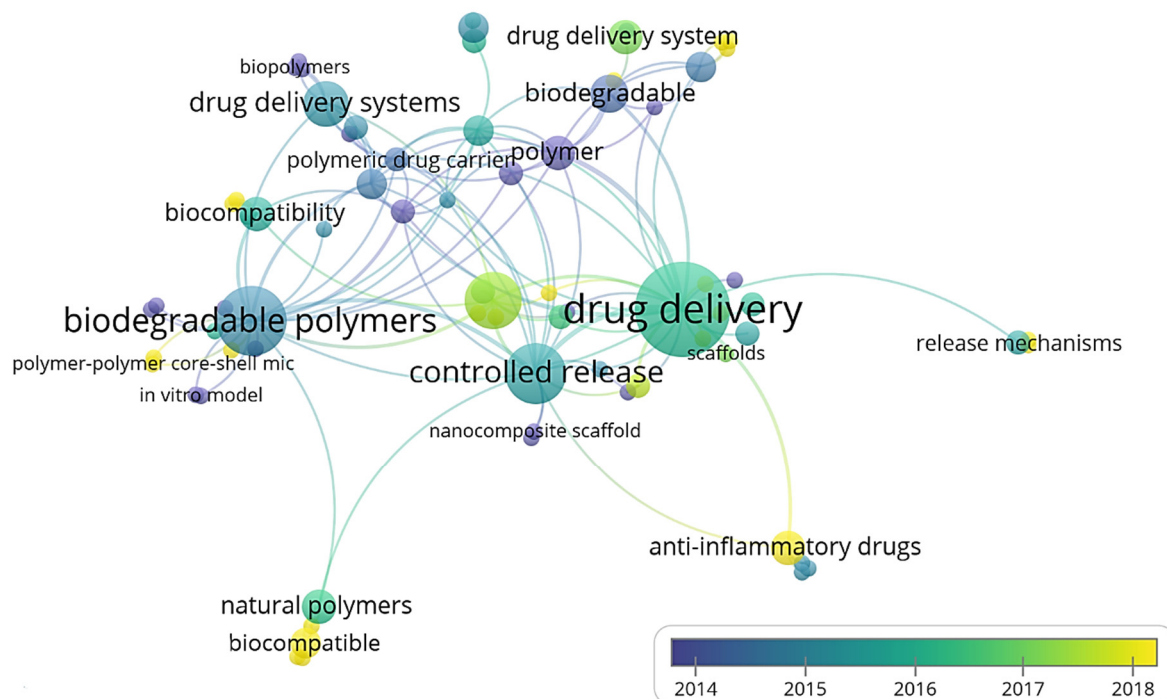 drug delivery system
biopolymers
drug delivery systems
biodegradable
polymeric drug carrier
polymer
biocompatibility
biodegradable polymers
drug delivery
polymer-polymer core-shell mic
controlled release
scaffolds
release mechanisms
in vitro model
nanocomposite scaffold
anti-inflammatory drugs
natural polymers
biocompatible
2014 2015 2016 2017 2018